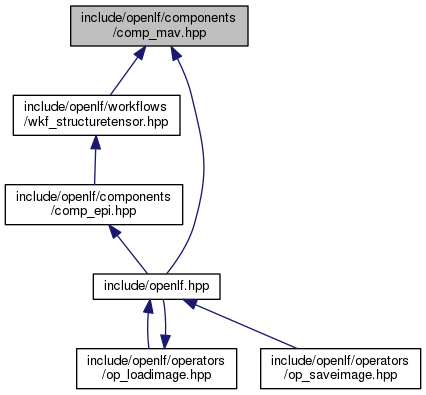 include/openlf/components
/comp_mav.hpp
include/openlf/workflows
/wkf_structuretensor.hpp
include/openlf/components
/comp_epi.hpp
include/openlf.hpp
include/openlf/operators
/op_loadimage.hpp
include/openlf/operators
/op_saveimage.hpp